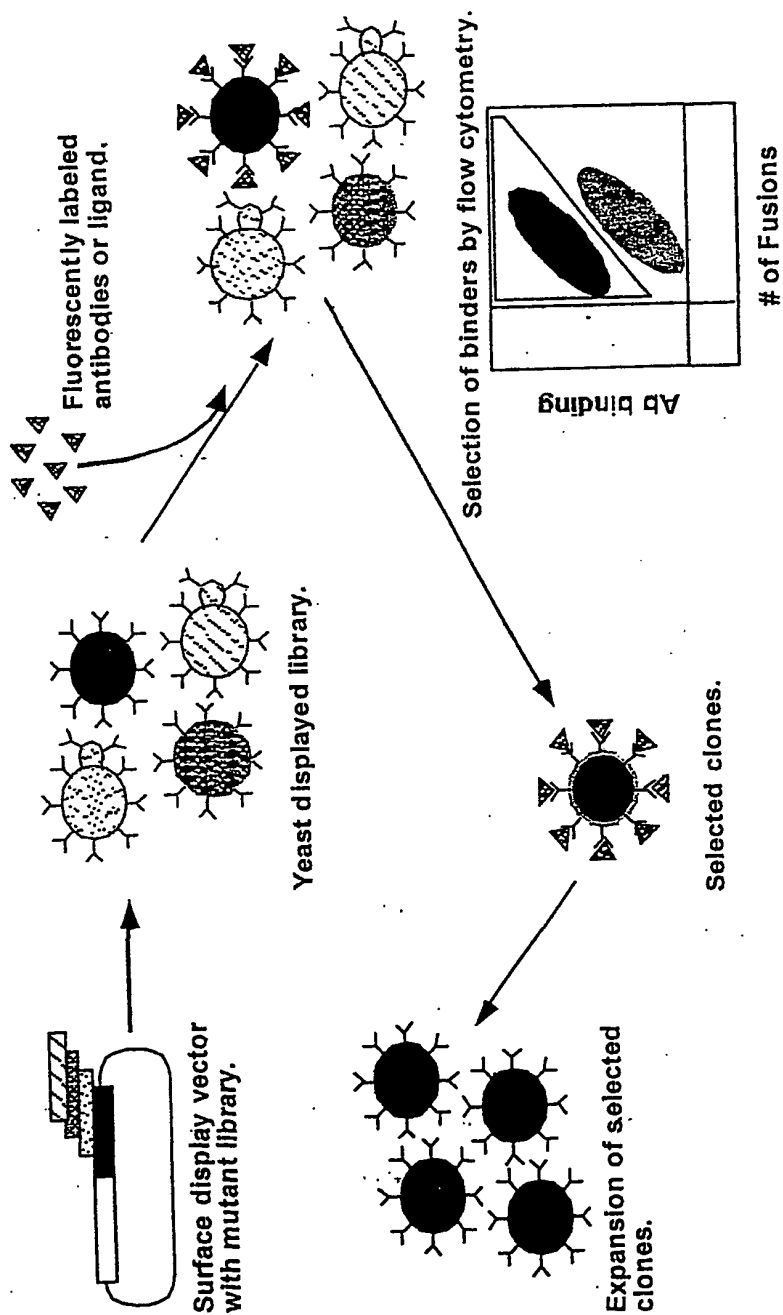 Surface display vector
with mutant library.
Yeast displayed library.
Fluorescently labeled
antibodies or ligand.
Selection of binders by flow cytometry.
Ab binding
# of Fusions
Selected clones.
Expansion of selected
clones.